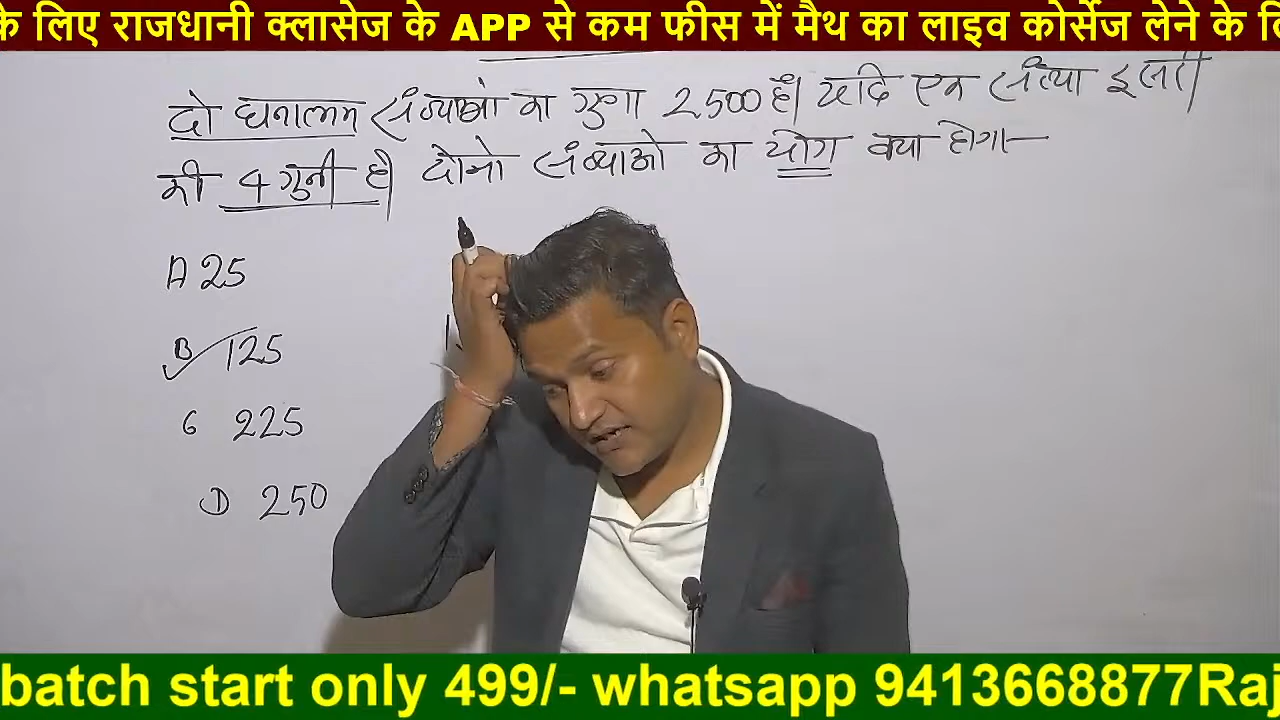 के लिए राजधानी क्लासेज के APP से कम फीस में मैथ का लाइव कोर्सेज लेने के लि
दो धनात्मक संख्याओं का गुणा 2500 है। यदि एक संख्या दूसरी
की 4 गुनी है। दोनो संख्याओ का योग क्या होगा-
A 25
B 125
C 225
D 250
batch start only 499/- whatsapp 9413668877Raj